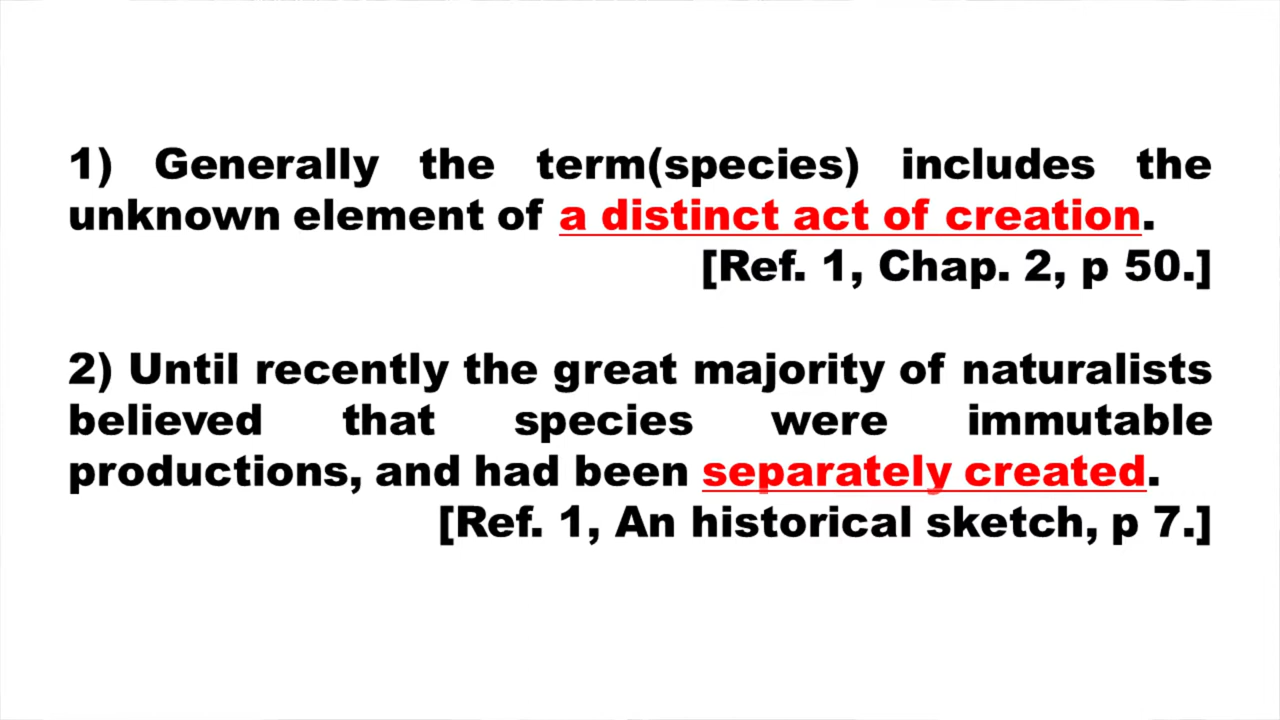 1) Generally the term(species) includes the
unknown element of a distinct act of creation.
[Ref. 1, Chap. 2, p 50.]
2) Until recently the great majority of naturalists
believed that species were immutable
productions, and had been separately created.
[Ref. 1, An historical sketch, p 7.]